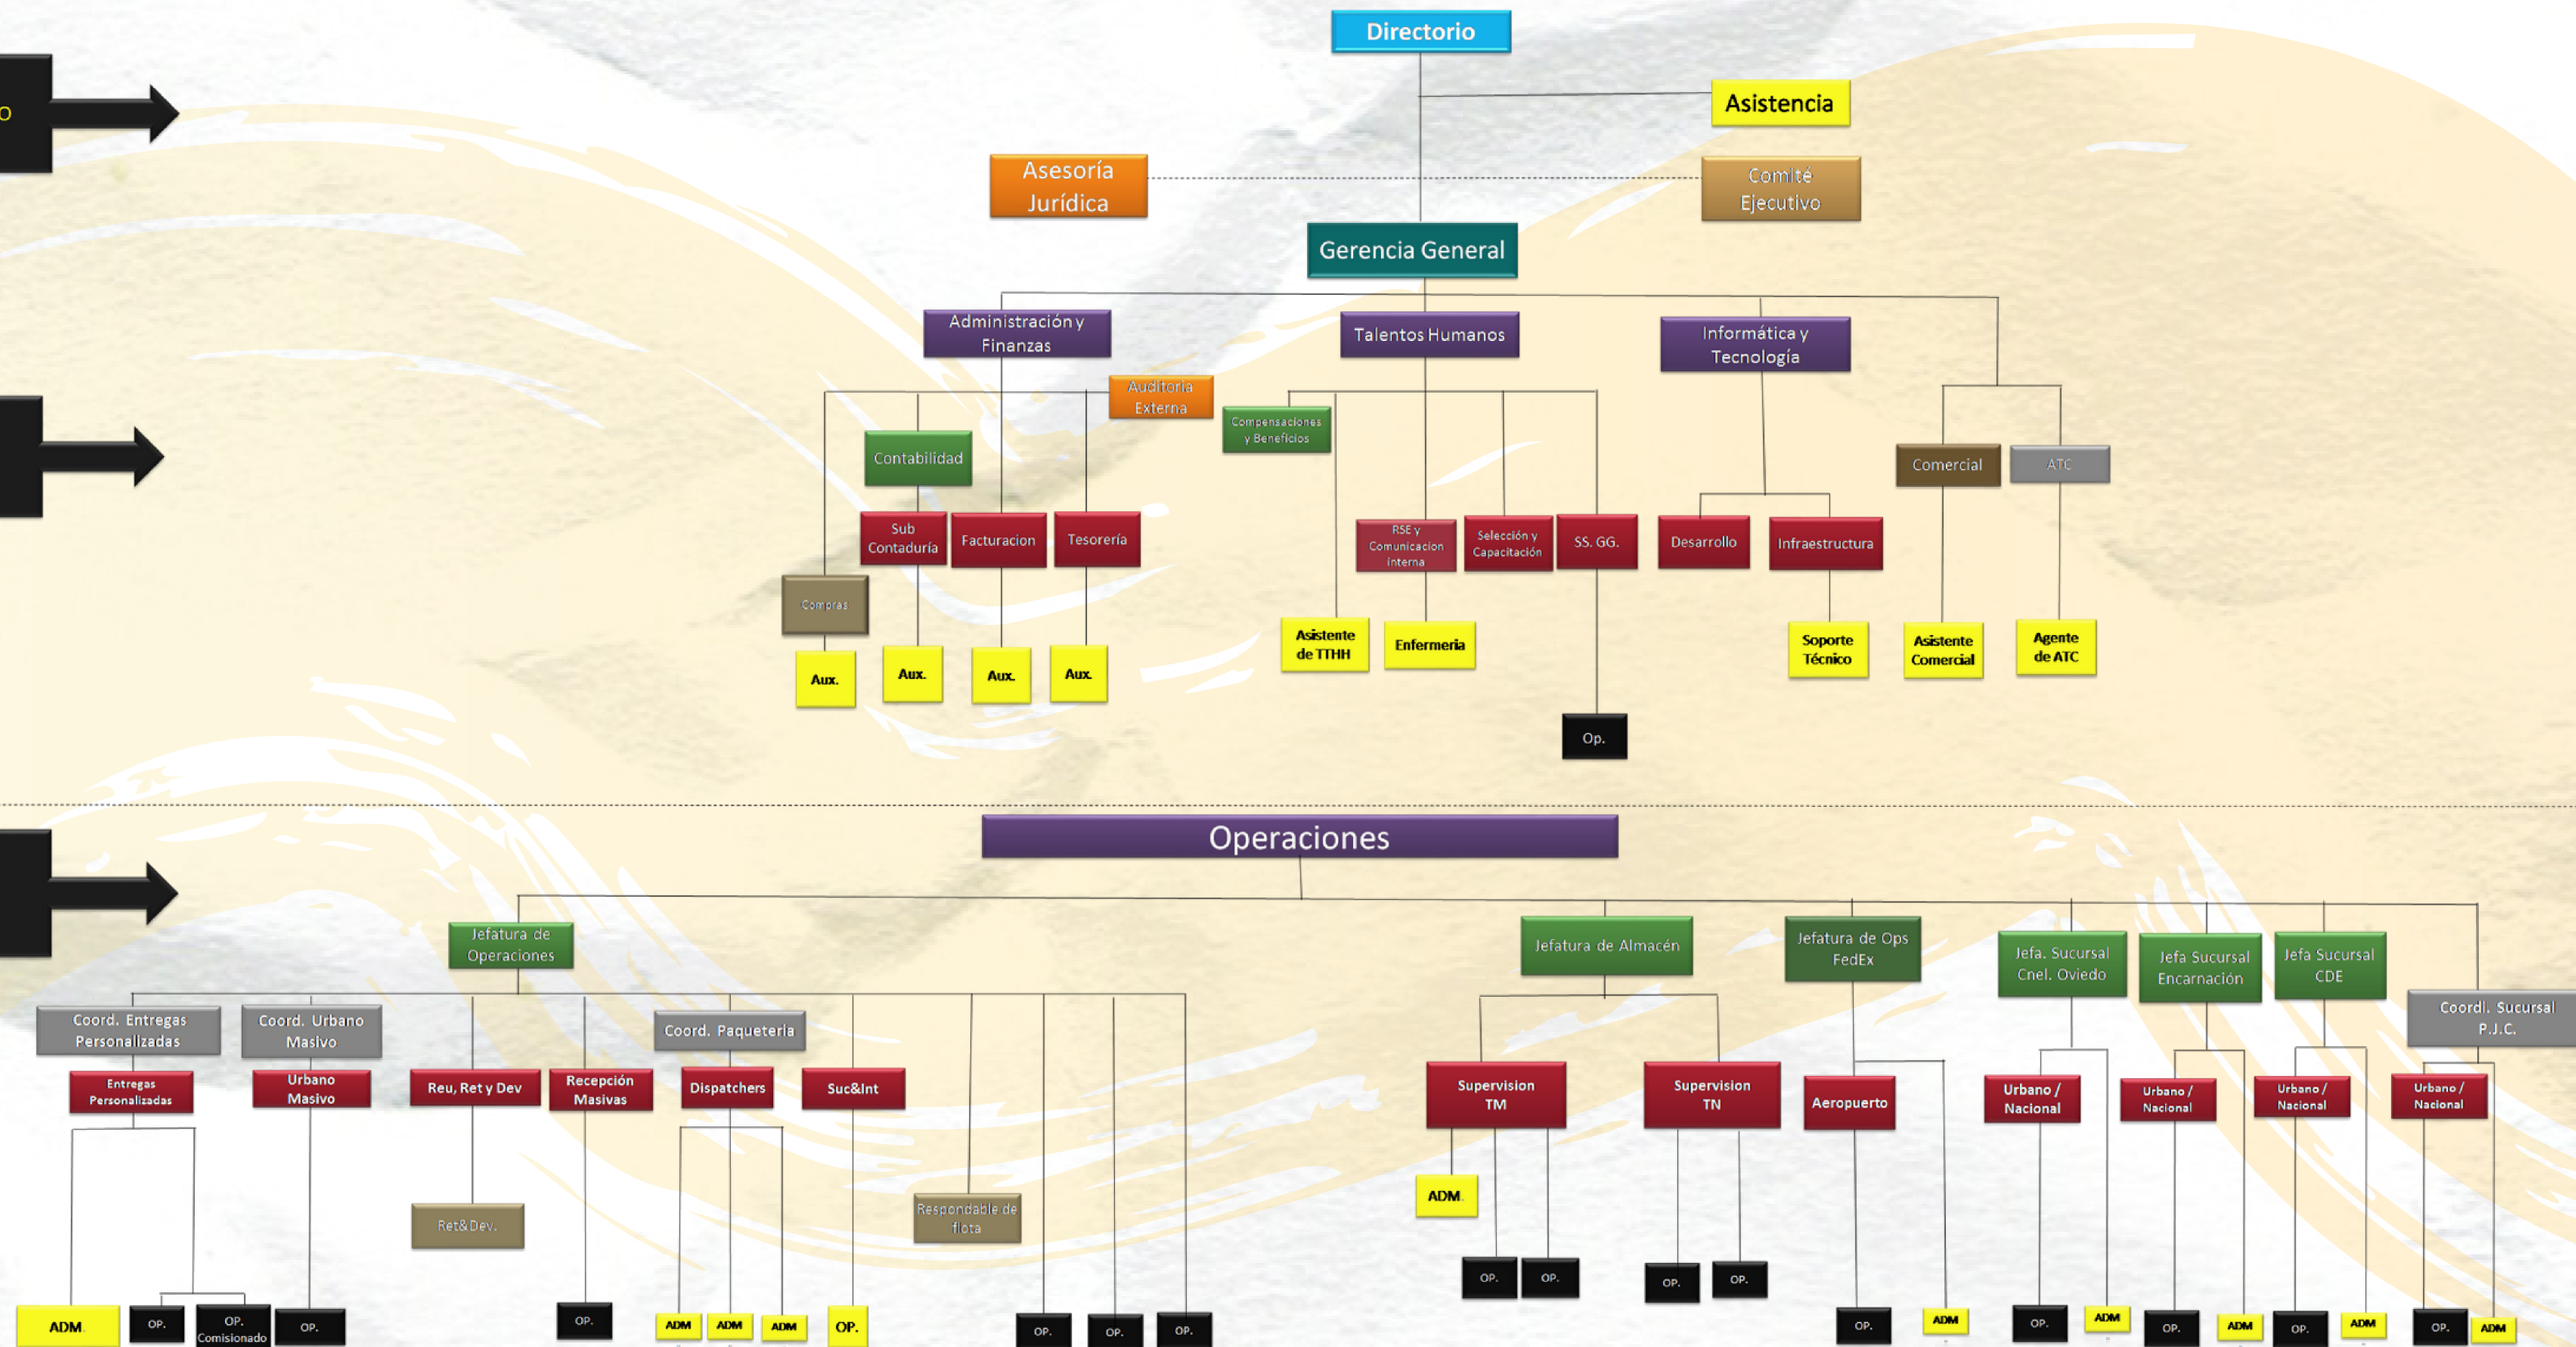 Directorio
O
Asistencia
Asesoría
Jurídica
Comité
Ejecutivo
Gerencia General
Administración y
Finanzas
Talentos Humanos
Informática y
Tecnología
Auditoria
Externa
Compensaciones
y Beneficios
Contabilidad
Comercial
ATC
Sub
Contaduría
Facturacion
Tesorería
RSE y
Comunicacion
interna
Selección y
Capacitación
SS. GG.
Desarrollo
Infraestructura
Compras
Aux.
Aux.
Aux.
Aux.
Asistente
de TTHH
Enfermeria
Soporte
Técnico
Asistente
Comercial
Agente
de ATC
Op.
Operaciones
Jefatura de
Operaciones
Jefatura de Almacén
Jefatura de Ops
FedEx
Jefa. Sucursal
Cnel. Oviedo
Jefa Sucursal
Encarnación
Jefa Sucursal
CDE
Coordi. Sucursal
P.J.C.
Coord. Entregas
Personalizadas
Coord. Urbano
Masivo
Coord. Paqueteria
Entregas
Personalizadas
Urbano
Masivo
Reu, Ret y Dev
Recepción
Masivas
Dispatchers
Suc&Int
Supervision
TM
Supervision
TN
Aeropuerto
Urbano /
Nacional
Urbano /
Nacional
Urbano /
Nacional
Urbano /
Nacional
Ret&Dev.
Respondable de
flota
ADM.
OP.
OP.
OP.
OP.
ADM.
OP.
OP.
Comisionado
OP.
OP.
ADM
ADM
ADM
OP.
OP.
OP.
OP.
OP.
ADM
OP.
ADM
OP.
ADM
OP.
ADM
OP.
ADM